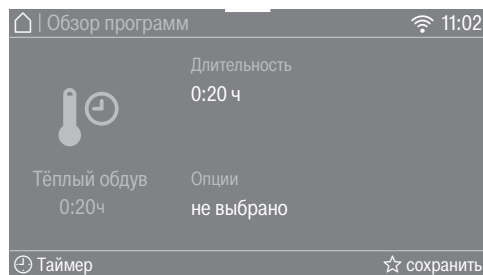 | Обзор программ
11:02
Длительность
0:20 ч
Тёплый обдув
0:20ч
Опции
не выбрано
Таймер
сохранить